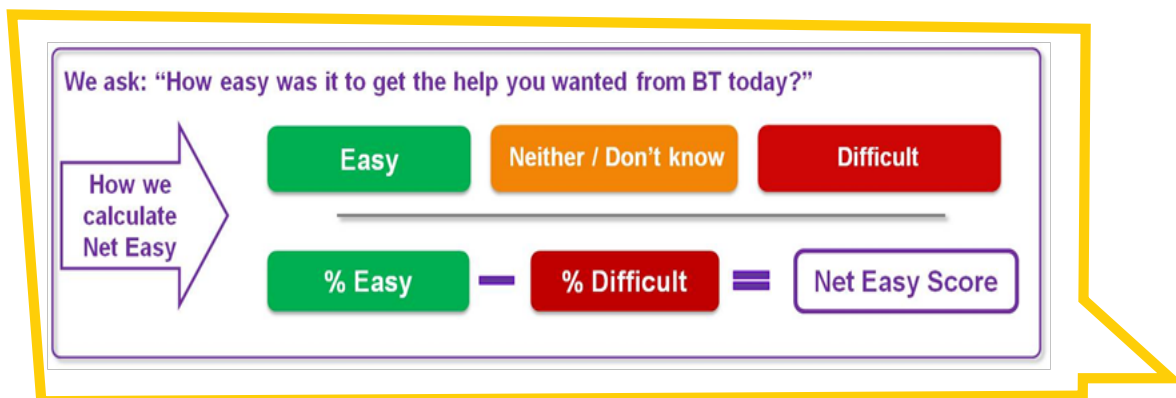 We ask: “How easy was it to get the help you wanted from BT today?”
Easy
Neither / Don’t know
Difficult
How we
calculate
Net Easy
% Easy
% Difficult
Net Easy Score